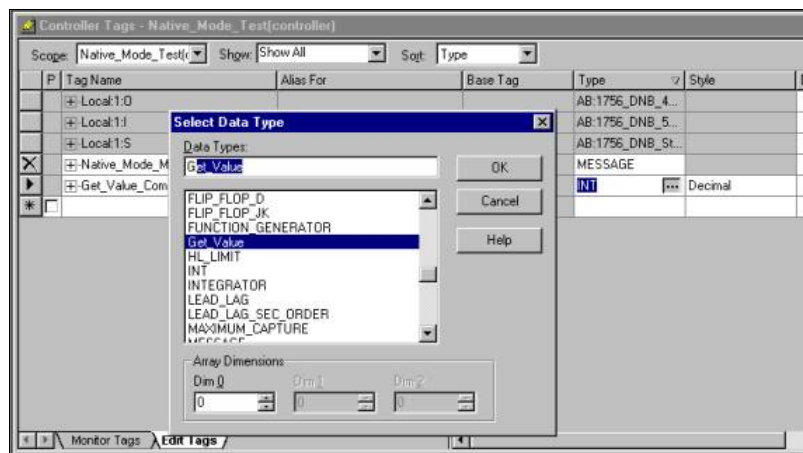 Controller Tags - Native_Mode_Test(controller)
Scope: Native_Mode_Test(c Show: Show All Sort: Type
P Tag Name Alias For Base Tag Type Style
Local:1:O AB:1756_DNB_4...
Local:1:I AB:1756_DNB_5...
Local:1:S AB:1756_DNB_St...
Native_Mode_M MESSAGE
Get_Value_Com INT ... Decimal
Select Data Type
Data Types:
Get_Value
OK
FLIP_FLOP_D
FLIP_FLOP_JK
FUNCTION_GENERATOR
Get_Value
HL_LIMIT
INT
INTEGRATOR
LEAD_LAG
LEAD_LAG_SEC_ORDER
MAXIMUM_CAPTURE
MESSAGE
Cancel
Help
Array Dimensions
Dim 0 Dim 1 Dim 2
0 0 0
Monitor Tags Edit Tags